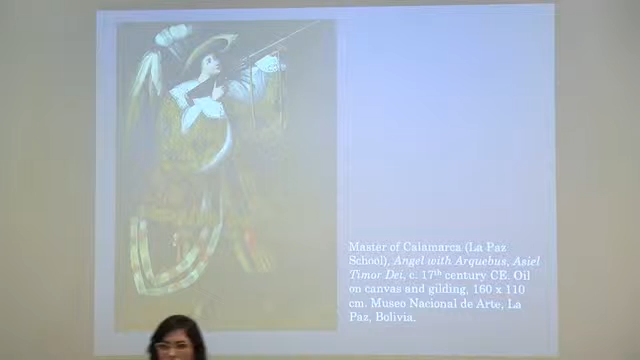 Master of Calamarca (La Paz
School), Angel with Arquebus, Asiel
Timor Dei, c. 17th century CE. Oil
on canvas and gilding, 160 x 110
cm. Museo Nacional de Arte, La
Paz, Bolivia.